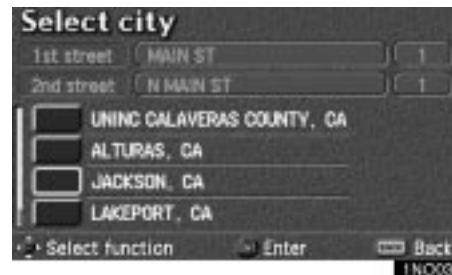 Select city
1st street MAIN ST 1
2nd street N MAIN ST 1
UNINC CALAVERAS COUNTY, CA
ALTURAS, CA
JACKSON, CA
LAKEPORT, CA
Select function Enter Back